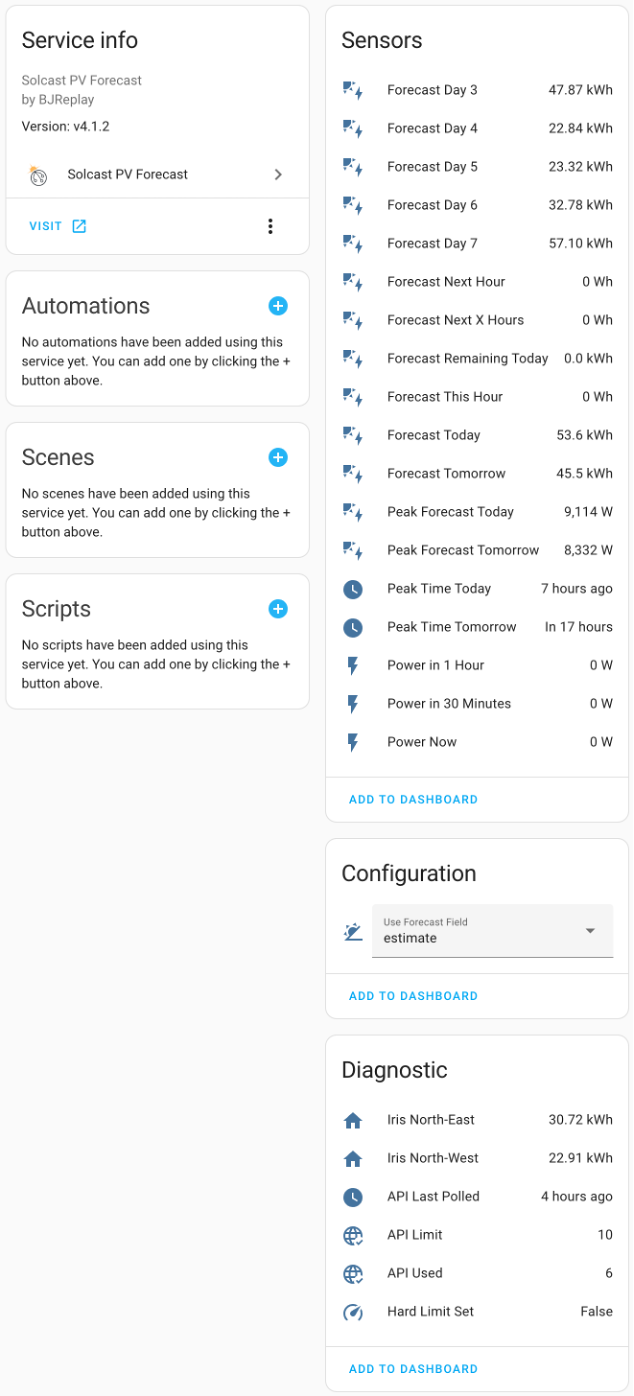 Service info
Solcast PV Forecast
by BJReplay
Version: v4.1.2
Solcast PV Forecast
VISIT
Automations
No automations have been added using this
service yet. You can add one by clicking the +
button above.
Scenes
No scenes have been added using this
service yet. You can add one by clicking the +
button above.
Scripts
No scripts have been added using this
service yet. You can add one by clicking the +
button above.
Sensors
Forecast Day 3 47.87 kWh
Forecast Day 4 22.84 kWh
Forecast Day 5 23.32 kWh
Forecast Day 6 32.78 kWh
Forecast Day 7 57.10 kWh
Forecast Next Hour 0 Wh
Forecast Next X Hours 0 Wh
Forecast Remaining Today 0.0 kWh
Forecast This Hour 0 Wh
Forecast Today 53.6 kWh
Forecast Tomorrow 45.5 kWh
Peak Forecast Today 9,114 W
Peak Forecast Tomorrow 8,332 W
Peak Time Today 7 hours ago
Peak Time Tomorrow In 17 hours
Power in 1 Hour 0 W
Power in 30 Minutes 0 W
Power Now 0 W
ADD TO DASHBOARD
Configuration
Use Forecast Field
estimate
ADD TO DASHBOARD
Diagnostic
Iris North-East 30.72 kWh
Iris North-West 22.91 kWh
API Last Polled 4 hours ago
API Limit 10
API Used 6
Hard Limit Set False
ADD TO DASHBOARD